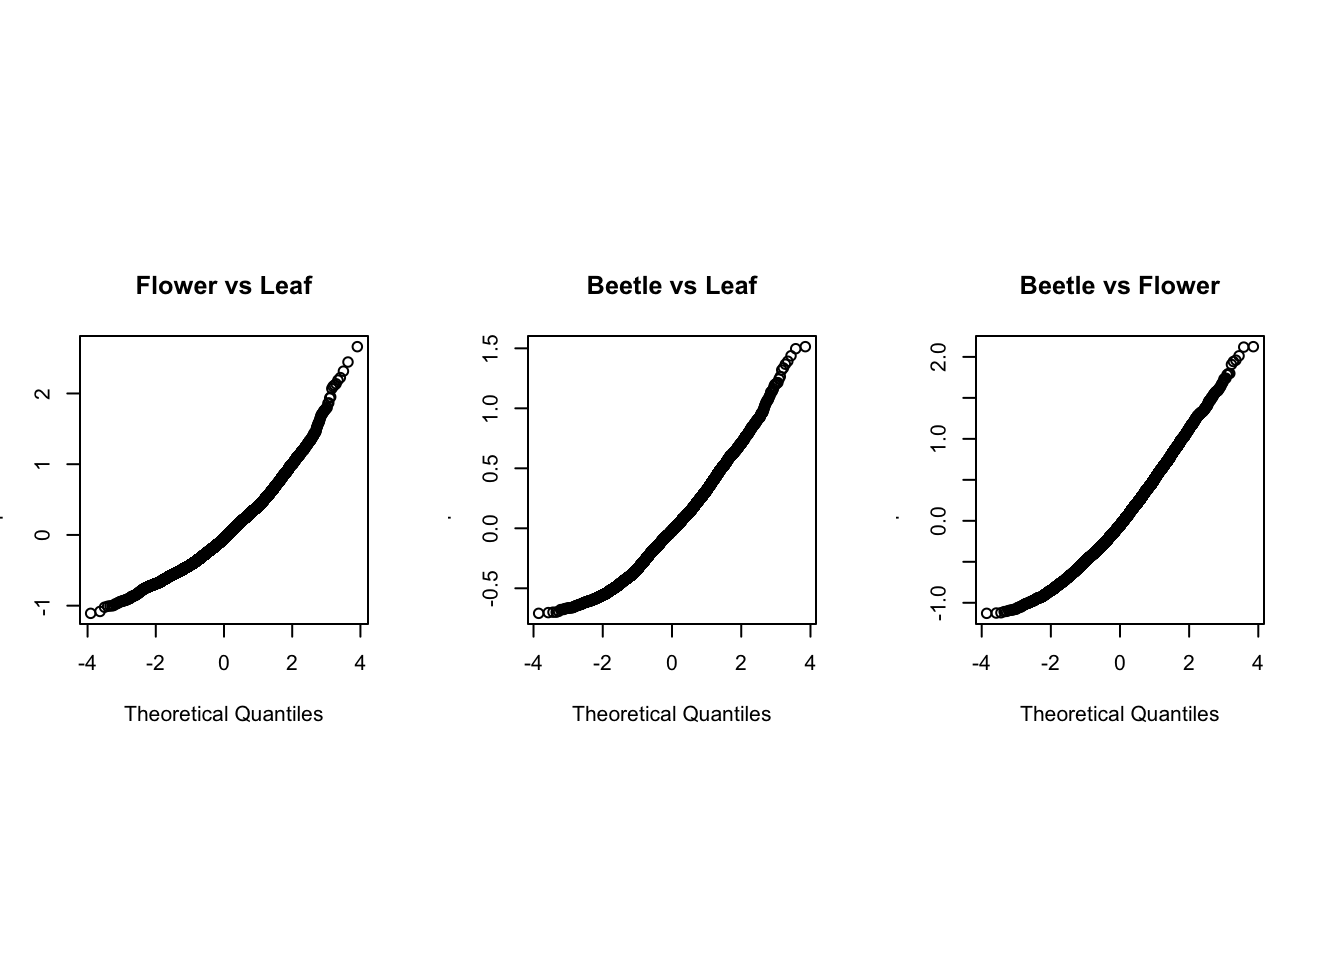 Flower vs Leaf
2
1
0
-1
-4 -2 0 2 4
Theoretical Quantiles
Beetle vs Leaf
1.5
1.0
0.5
0.0
-0.5
-4 -2 0 2 4
Theoretical Quantiles
Beetle vs Flower
2.0
1.0
0.0
-1.0
-4 -2 0 2 4
Theoretical Quantiles